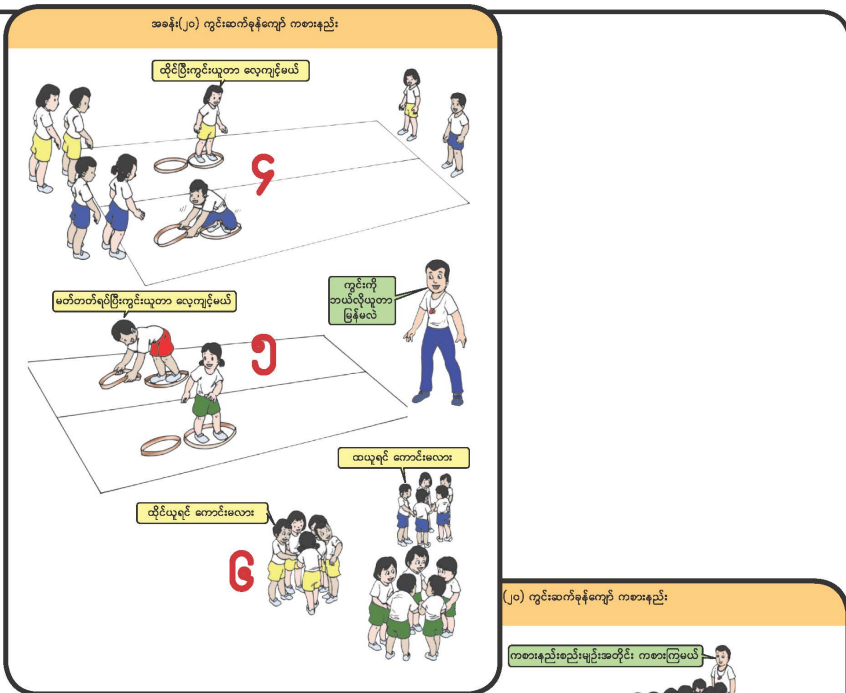 အခန်း(၂၀) ကွင်းဆက်ခုန်ကျော် ကစားနည်း
ထိုင်ပြီးကွင်းယူတာ လေ့ကျင့်မယ်
၄
ကွင်းကို
ဘယ်လိုယူတာ
မြန်မလဲ
မတ်တတ်ရပ်ပြီးကွင်းယူတာ လေ့ကျင့်မယ်
၅
ထယူရင် ကောင်းမလား
ထိုင်ယူရင် ကောင်းမလား
၆
(၂၀) ကွင်းဆက်ခုန်ကျော် ကစားနည်း
ကစားနည်းစည်းမျဉ်းအတိုင်း ကစားကြမယ်